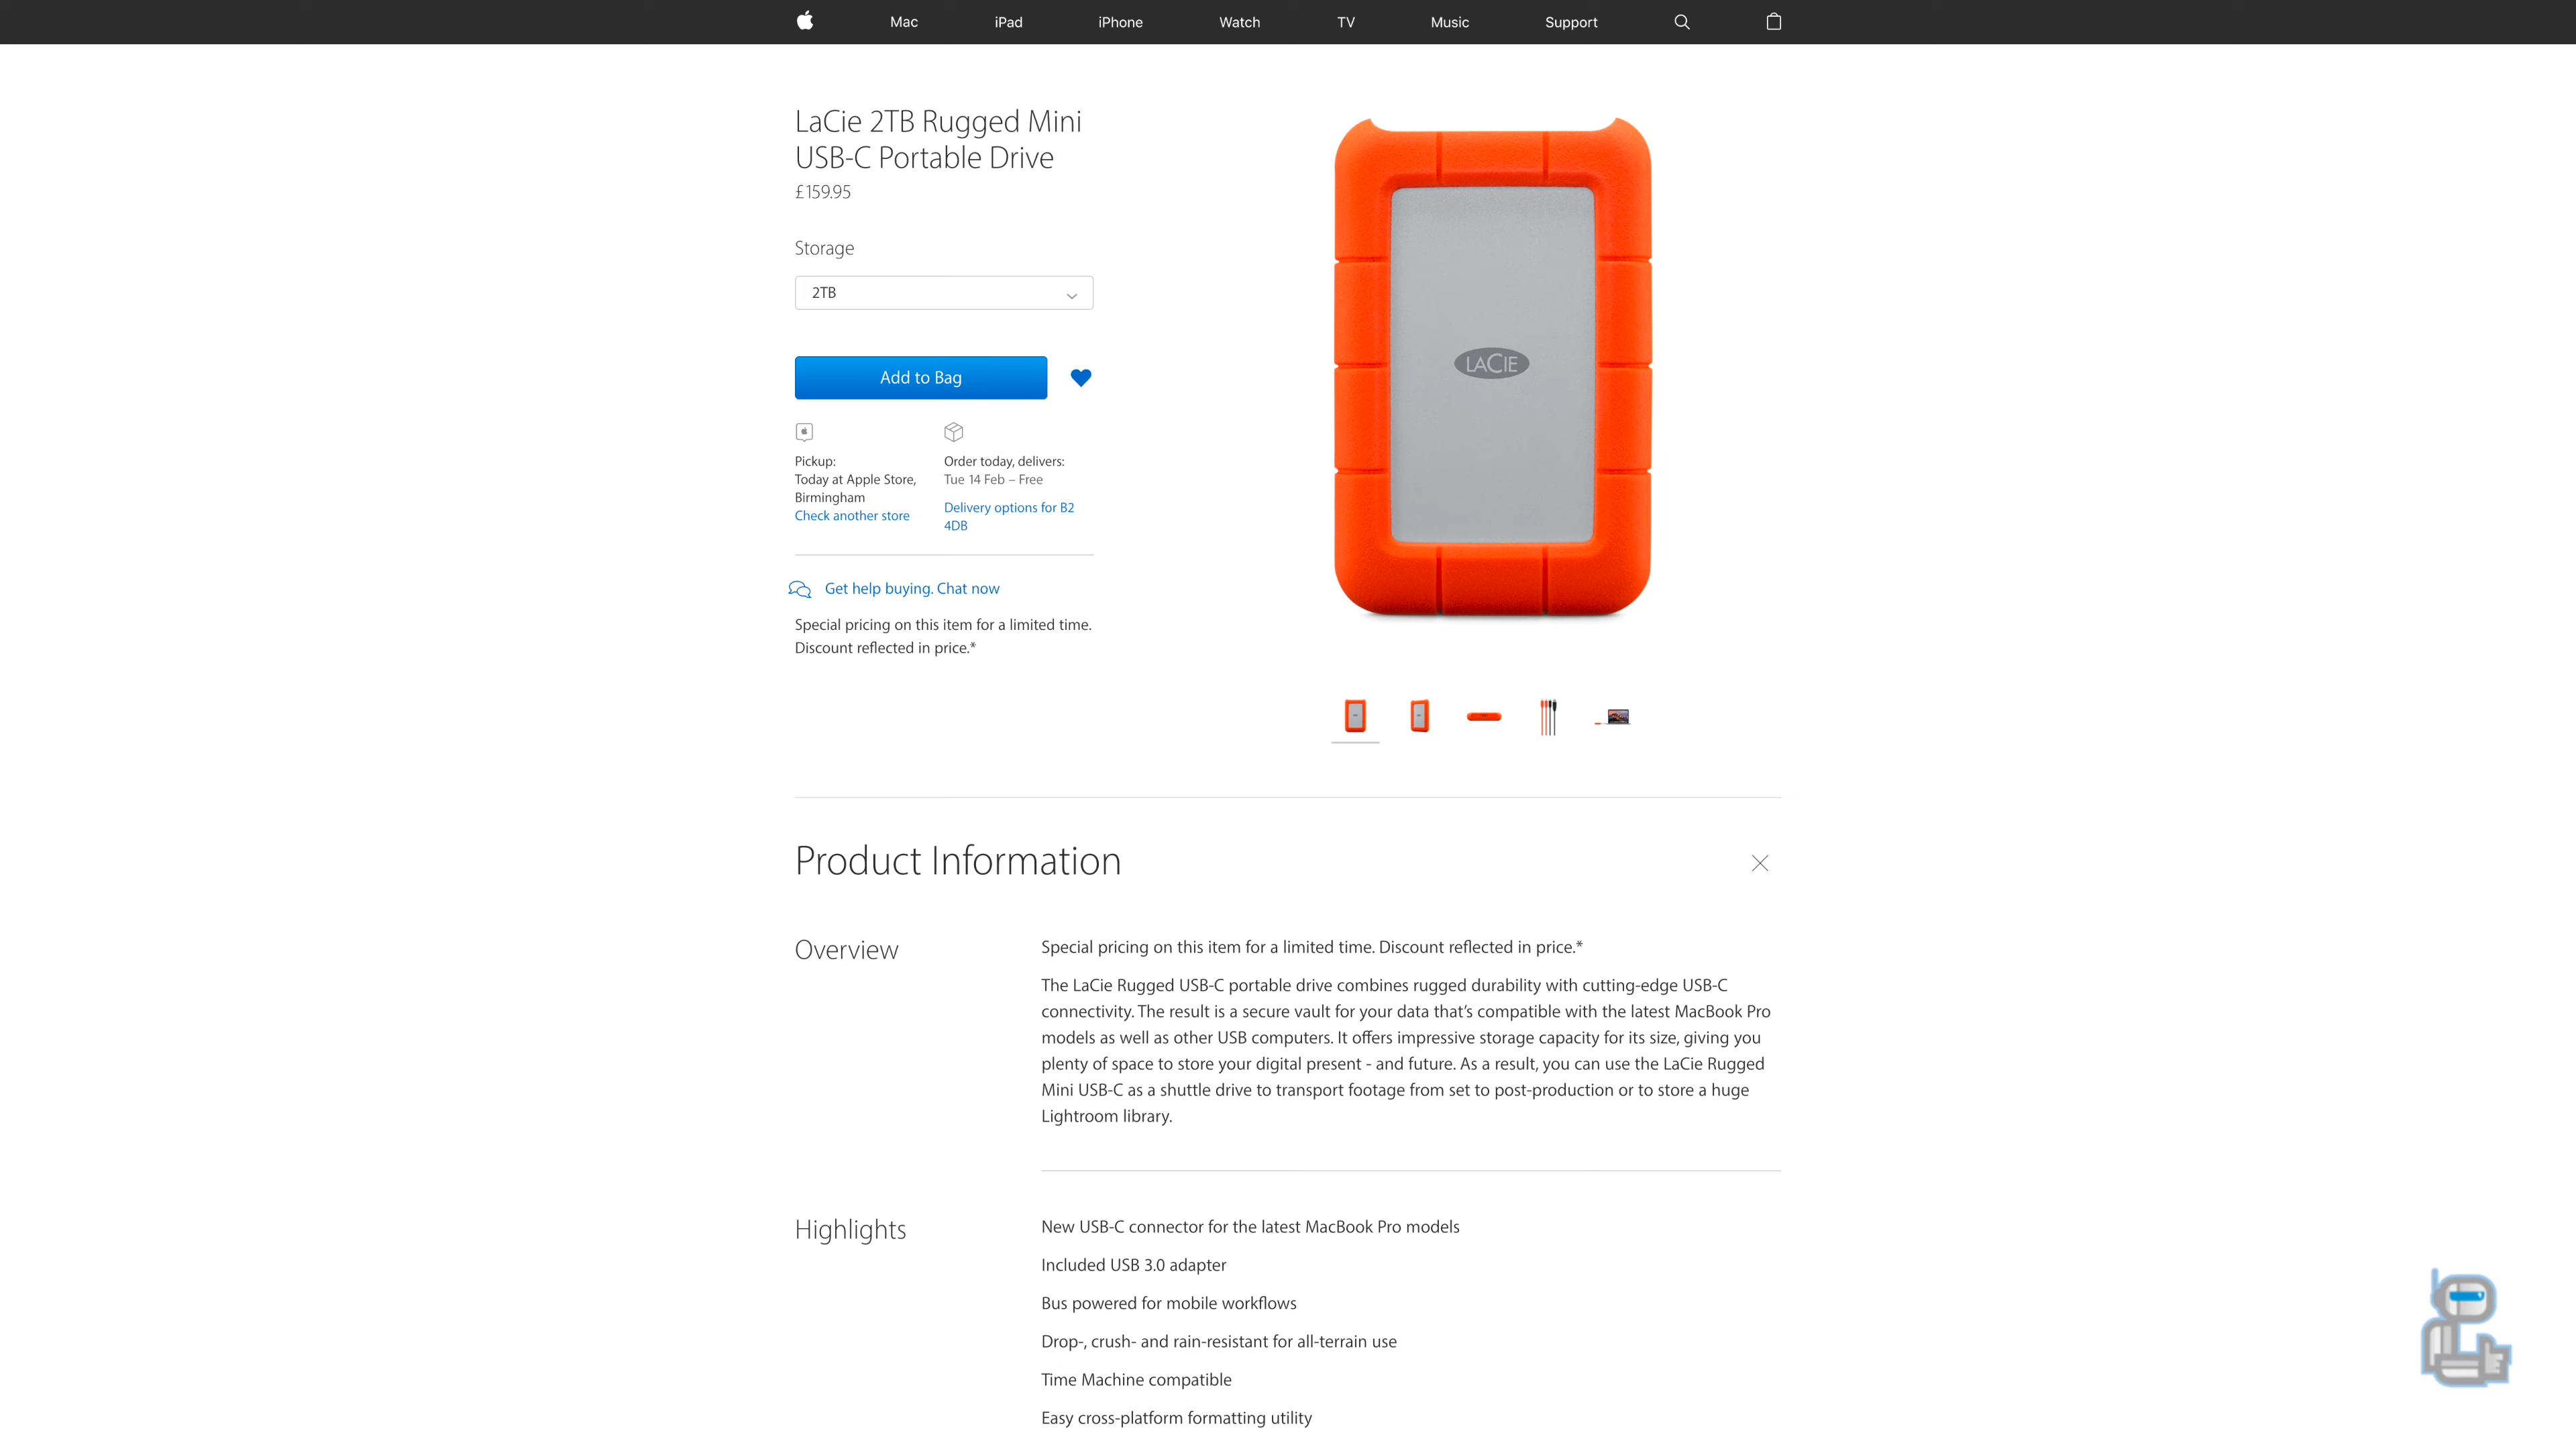 Mac
iPad
iPhone
Watch
TV
Music
Support
LaCie 2TB Rugged Mini
USB-C Portable Drive
£159.95
Storage
2TB
Add to Bag
Pickup:
Today at Apple Store,
Birmingham
Check another store
Order today, delivers:
Tue 14 Feb – Free
Delivery options for B2
4DB
Get help buying. Chat now
Special pricing on this item for a limited time.
Discount reflected in price.*
LACIE
Product Information
Overview
Special pricing on this item for a limited time. Discount reflected in price.*
The LaCie Rugged USB-C portable drive combines rugged durability with cutting-edge USB-C
connectivity. The result is a secure vault for your data that’s compatible with the latest MacBook Pro
models as well as other USB computers. It offers impressive storage capacity for its size, giving you
plenty of space to store your digital present - and future. As a result, you can use the LaCie Rugged
Mini USB-C as a shuttle drive to transport footage from set to post-production or to store a huge
Lightroom library.
Highlights
New USB-C connector for the latest MacBook Pro models
Included USB 3.0 adapter
Bus powered for mobile workflows
Drop-, crush- and rain-resistant for all-terrain use
Time Machine compatible
Easy cross-platform formatting utility